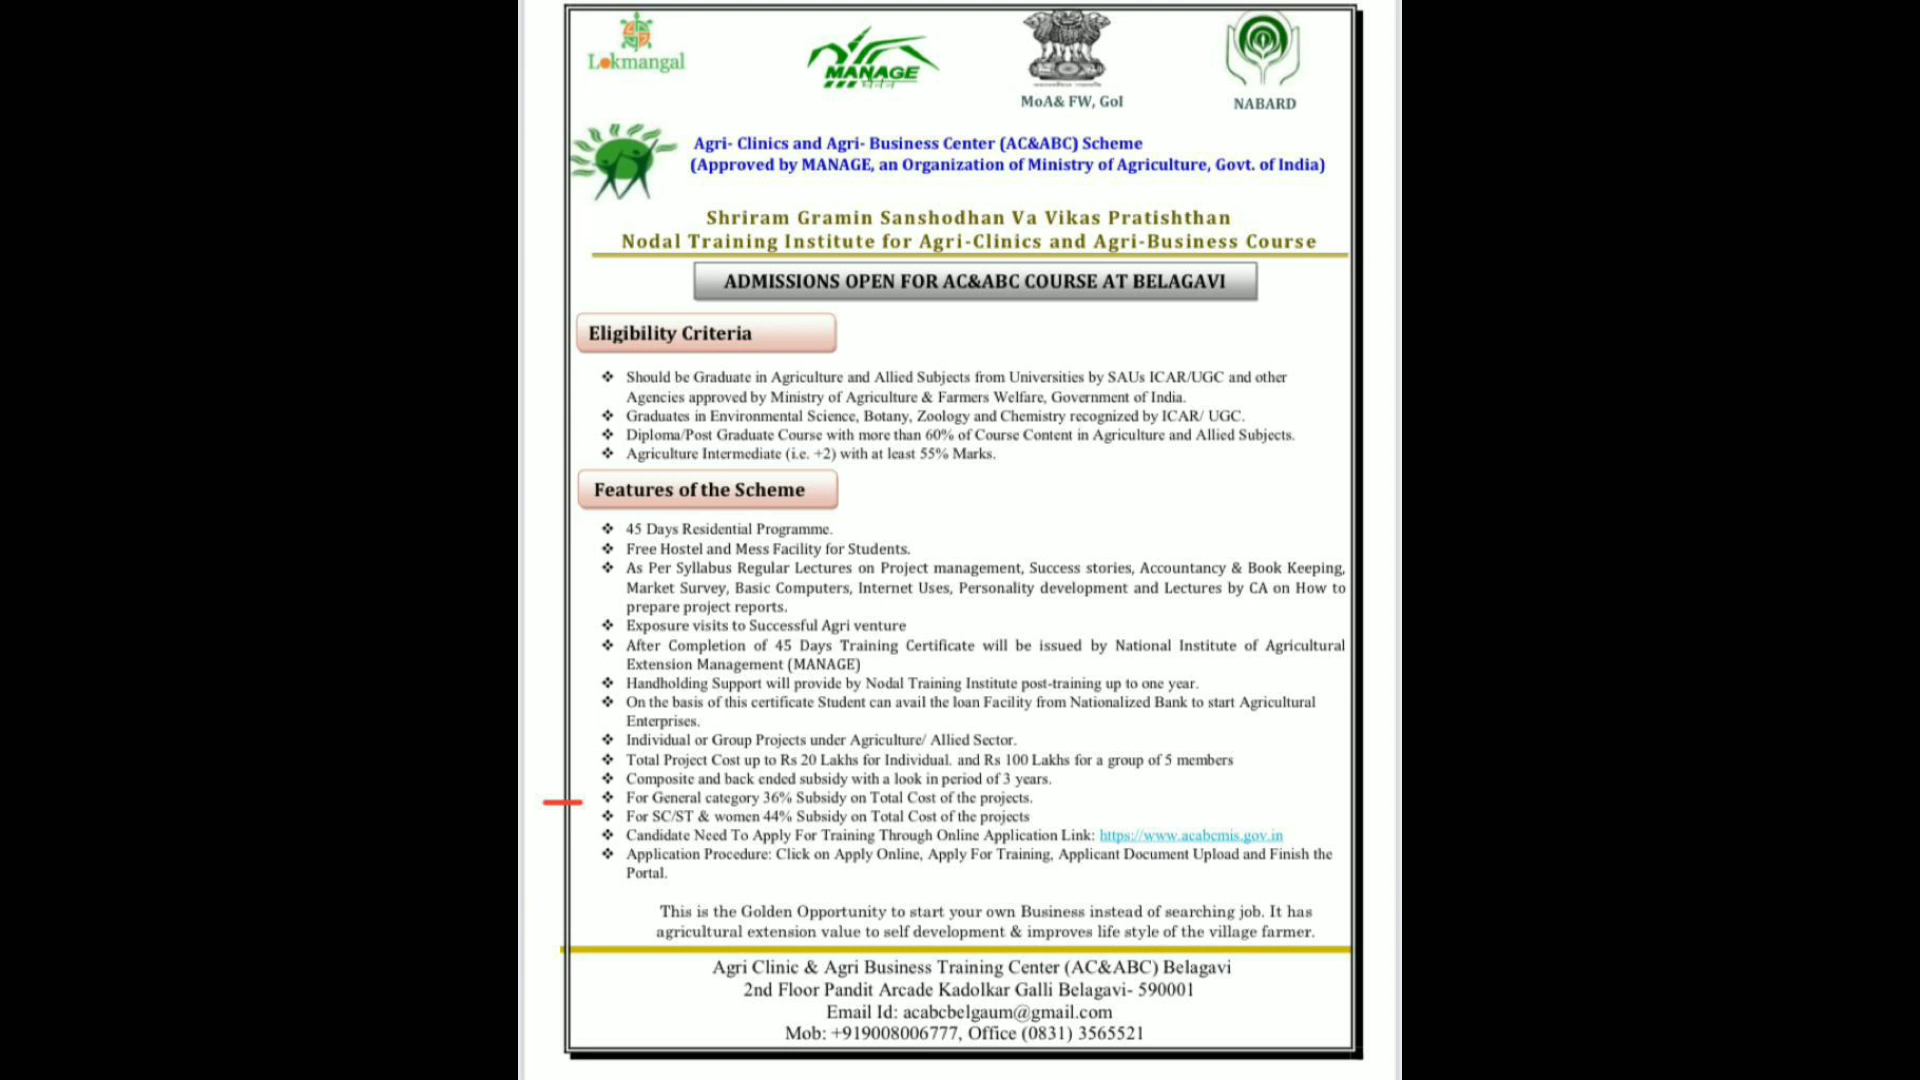 Lokmangal
MANAGE
MoA& FW, GoI
NABARD
Agri- Clinics and Agri- Business Center (AC&ABC) Scheme
(Approved by MANAGE, an Organization of Ministry of Agriculture, Govt. of India)
Shriram Gramin Sanshodhan Va Vikas Pratishthan
Nodal Training Institute for Agri-Clinics and Agri-Business Course
ADMISSIONS OPEN FOR AC&ABC COURSE AT BELAGAVI
Eligibility Criteria
❖ Should be Graduate in Agriculture and Allied Subjects from Universities by SAUs ICAR/UGC and other
Agencies approved by Ministry of Agriculture & Farmers Welfare, Government of India.
❖ Graduates in Environmental Science, Botany, Zoology and Chemistry recognized by ICAR/ UGC.
❖ Diploma/Post Graduate Course with more than 60% of Course Content in Agriculture and Allied Subjects.
❖ Agriculture Intermediate (i.e. +2) with at least 55% Marks.
Features of the Scheme
❖ 45 Days Residential Programme.
❖ Free Hostel and Mess Facility for Students.
❖ As Per Syllabus Regular Lectures on Project management, Success stories, Accountancy & Book Keeping,
Market Survey, Basic Computers, Internet Uses, Personality development and Lectures by CA on How to
prepare project reports.
❖ Exposure visits to Successful Agri venture
❖ After Completion of 45 Days Training Certificate will be issued by National Institute of Agricultural
Extension Management (MANAGE)
❖ Handholding Support will provide by Nodal Training Institute post-training up to one year.
❖ On the basis of this certificate Student can avail the loan Facility from Nationalized Bank to start Agricultural
Enterprises.
❖ Individual or Group Projects under Agriculture/ Allied Sector.
❖ Total Project Cost up to Rs 20 Lakhs for Individual. and Rs 100 Lakhs for a group of 5 members
❖ Composite and back ended subsidy with a look in period of 3 years.
❖ For General category 36% Subsidy on Total Cost of the projects.
❖ For SC/ST & women 44% Subsidy on Total Cost of the projects
❖ Candidate Need To Apply For Training Through Online Application Link: https://www.acabcmis.gov.in
❖ Application Procedure: Click on Apply Online, Apply For Training, Applicant Document Upload and Finish the
Portal.
This is the Golden Opportunity to start your own Business instead of searching job. It has
agricultural extension value to self development & improves life style of the village farmer.
Agri Clinic & Agri Business Training Center (AC&ABC) Belagavi
2nd Floor Pandit Arcade Kadolkar Galli Belagavi- 590001
Email Id: acabcbelgaum@gmail.com
Mob: +919008006777, Office (0831) 3565521